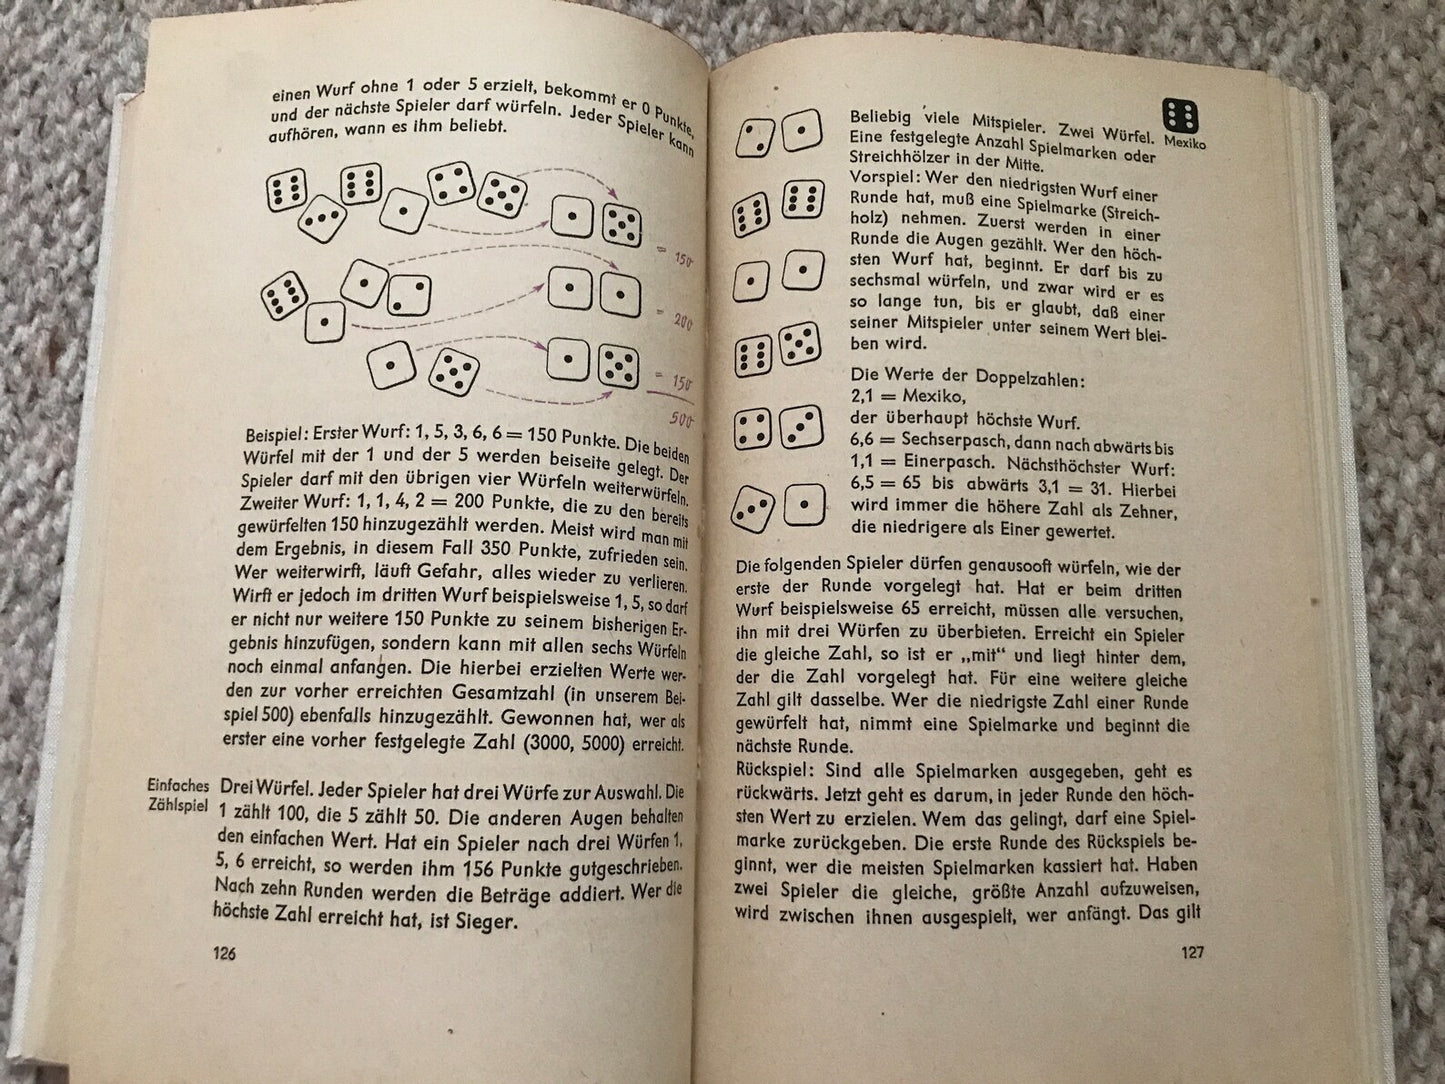 einen Wurf ohne 1 oder 5 erzielt, bekommt er 0 Punkte,
und der nächste Spieler darf würfeln. Jeder Spieler kann
aufhören, wann es ihm beliebt.
= 150
= 200
= 150
500
Beispiel: Erster Wurf: 1, 5, 3, 6, 6 = 150 Punkte. Die beiden
Würfel mit der 1 und der 5 werden beiseite gelegt. Der
Spieler darf mit den übrigen vier Würfeln weiterwürfeln.
Zweiter Wurf: 1, 1, 4, 2 = 200 Punkte, die zu den bereits
gewürfelten 150 hinzugezählt werden. Meist wird man mit
dem Ergebnis, in diesem Fall 350 Punkte, zufrieden sein.
Wer weiterwirft, läuft Gefahr, alles wieder zu verlieren.
Wirft er jedoch im dritten Wurf beispielsweise 1, 5, so darf
er nicht nur weitere 150 Punkte zu seinem bisherigen Er-
gebnis hinzufügen, sondern kann mit allen sechs Würfeln
noch einmal anfangen. Die hierbei erzielten Werte wer-
den zur vorher erreichten Gesamtzahl (in unserem Bei-
spiel 500) ebenfalls hinzugezählt. Gewonnen hat, wer als
erster eine vorher festgelegte Zahl (3000, 5000) erreicht.
Einfaches
Zählspiel
Drei Würfel. Jeder Spieler hat drei Würfe zur Auswahl. Die
1 zählt 100, die 5 zählt 50. Die anderen Augen behalten
den einfachen Wert. Hat ein Spieler nach drei Würfen 1,
5, 6 erreicht, so werden ihm 156 Punkte gutgeschrieben.
Nach zehn Runden werden die Beträge addiert. Wer die
höchste Zahl erreicht hat, ist Sieger.
126
Mexiko
Beliebig viele Mitspieler. Zwei Würfel.
Eine festgelegte Anzahl Spielmarken oder
Streichhölzer in der Mitte.
Vorspiel: Wer den niedrigsten Wurf einer
Runde hat, muß eine Spielmarke (Streich-
holz) nehmen. Zuerst werden in einer
Runde die Augen gezählt. Wer den höch-
sten Wurf hat, beginnt. Er darf bis zu
sechsmal würfeln, und zwar wird er es
so lange tun, bis er glaubt, daß einer
seiner Mitspieler unter seinem Wert blei-
ben wird.
Die Werte der Doppelzahlen:
2,1 = Mexiko,
der überhaupt höchste Wurf.
6,6 = Sechserpasch, dann nach abwärts bis
1,1 = Einerpasch. Nächsthöchster Wurf:
6,5 = 65 bis abwärts 3,1 = 31. Hierbei
wird immer die höhere Zahl als Zehner,
die niedrigere als Einer gewertet.
Die folgenden Spieler dürfen genausooft würfeln, wie der
erste der Runde vorgelegt hat. Hat er beim dritten
Wurf beispielsweise 65 erreicht, müssen alle versuchen,
ihn mit drei Würfen zu überbieten. Erreicht ein Spieler
die gleiche Zahl, so ist er „mit“ und liegt hinter dem,
der die Zahl vorgelegt hat. Für eine weitere gleiche
Zahl gilt dasselbe. Wer die niedrigste Zahl einer Runde
gewürfelt hat, nimmt eine Spielmarke und beginnt die
nächste Runde.
Rückspiel: Sind alle Spielmarken ausgegeben, geht es
rückwärts. Jetzt geht es darum, in jeder Runde den höch-
sten Wert zu erzielen. Wem das gelingt, darf eine Spiel-
marke zurückgeben. Die erste Runde des Rückspiels be-
ginnt, wer die meisten Spielmarken kassiert hat. Haben
zwei Spieler die gleiche, größte Anzahl aufzuweisen,
wird zwischen ihnen ausgespielt, wer anfängt. Das gilt
127